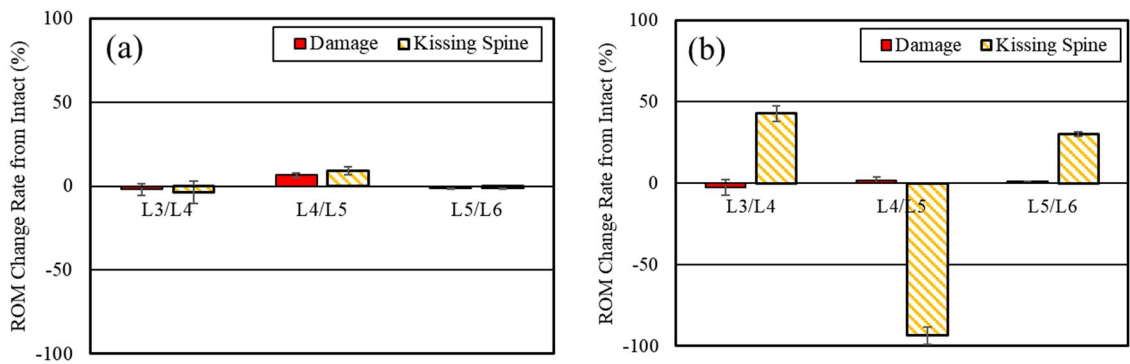 ROM Change Rate from Intact (%)
100
50
0
-50
-100
(a)
Damage Kissing Spine
L3/L4 L4/L5 L5/L6
ROM Change Rate from Intact (%)
100
50
0
-50
-100
(b)
Damage Kissing Spine
L3/L4 L4/L5 L5/L6